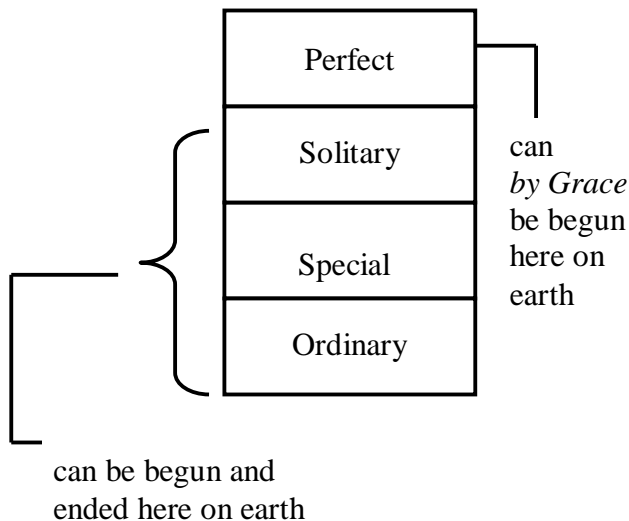 Perfect
Solitary
Special
Ordinary
can
by Grace
be begun
here on
earth
can be begun and
ended here on earth